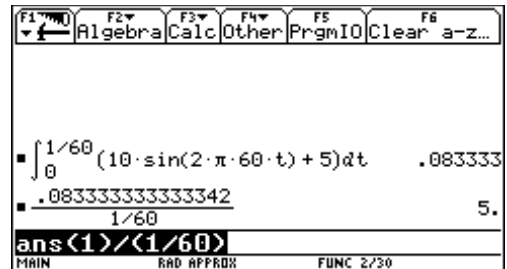 F1 F2▾ F3▾ F4▾ F5 F6
Algebra Calc Other PrgmIO Clear a-z…
∫₀^1/60 (10·sin(2·π·60·t)+5)dt .083333
.083333333333342
1/60 5.
ans(1)/(1/60)
MAIN RAD APPROX FUNC 2/30